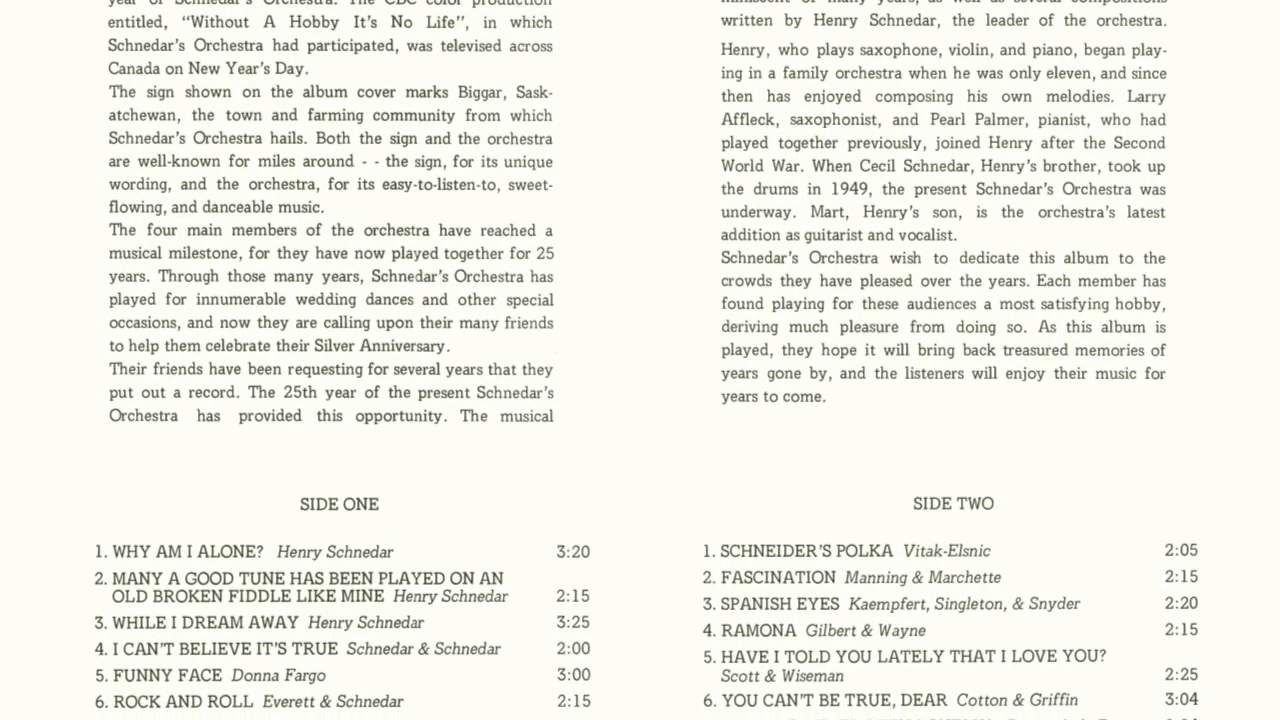 year of Schnedar's Orchestra. The CBC color production
entitled, “Without A Hobby It's No Life”, in which
Schnedar's Orchestra had participated, was televised across
Canada on New Year's Day.
The sign shown on the album cover marks Biggar, Sask-
atchewan, the town and farming community from which
Schnedar's Orchestra hails. Both the sign and the orchestra
are well-known for miles around - - the sign, for its unique
wording, and the orchestra, for its easy-to-listen-to, sweet-
flowing, and danceable music.
The four main members of the orchestra have reached a
musical milestone, for they have now played together for 25
years. Through those many years, Schnedar's Orchestra has
played for innumerable wedding dances and other special
occasions, and now they are calling upon their many friends
to help them celebrate their Silver Anniversary.
Their friends have been requesting for several years that they
put out a record. The 25th year of the present Schnedar's
Orchestra has provided this opportunity. The musical
of many years, as well as several compositions
written by Henry Schnedar, the leader of the orchestra.
Henry, who plays saxophone, violin, and piano, began play-
ing in a family orchestra when he was only eleven, and since
then has enjoyed composing his own melodies. Larry
Affleck, saxophonist, and Pearl Palmer, pianist, who had
played together previously, joined Henry after the Second
World War. When Cecil Schnedar, Henry's brother, took up
the drums in 1949, the present Schnedar's Orchestra was
underway. Mart, Henry's son, is the orchestra's latest
addition as guitarist and vocalist.
Schnedar's Orchestra wish to dedicate this album to the
crowds they have pleased over the years. Each member has
found playing for these audiences a most satisfying hobby,
deriving much pleasure from doing so. As this album is
played, they hope it will bring back treasured memories of
years gone by, and the listeners will enjoy their music for
years to come.
SIDE ONE
1. WHY AM I ALONE? Henry Schnedar 3:20
2. MANY A GOOD TUNE HAS BEEN PLAYED ON AN
OLD BROKEN FIDDLE LIKE MINE Henry Schnedar 2:15
3. WHILE I DREAM AWAY Henry Schnedar 3:25
4. I CAN'T BELIEVE IT'S TRUE Schnedar & Schnedar 2:00
5. FUNNY FACE Donna Fargo 3:00
6. ROCK AND ROLL Everett & Schnedar 2:15
SIDE TWO
1. SCHNEIDER'S POLKA Vitak-Elsnic 2:05
2. FASCINATION Manning & Marchette 2:15
3. SPANISH EYES Kaempfert, Singleton, & Snyder 2:20
4. RAMONA Gilbert & Wayne 2:15
5. HAVE I TOLD YOU LATELY THAT I LOVE YOU?
Scott & Wiseman 2:25
6. YOU CAN'T BE TRUE, DEAR Cotton & Griffin 3:04